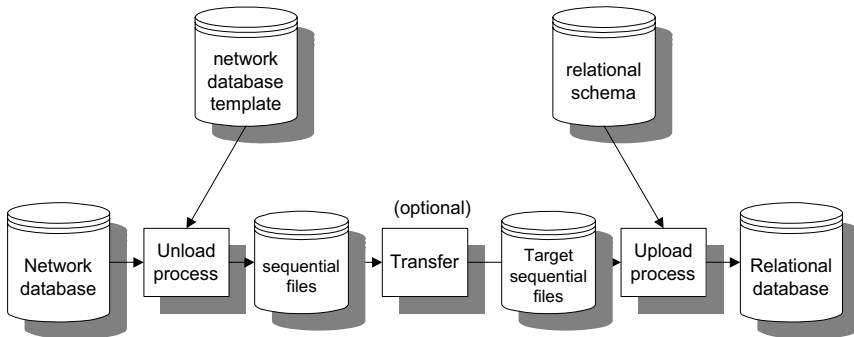 network
database
template
relational
schema
(optional)
Network
database
Unload
process
sequential
files
Transfer
Target
sequential
files
Upload
process
Relational
database